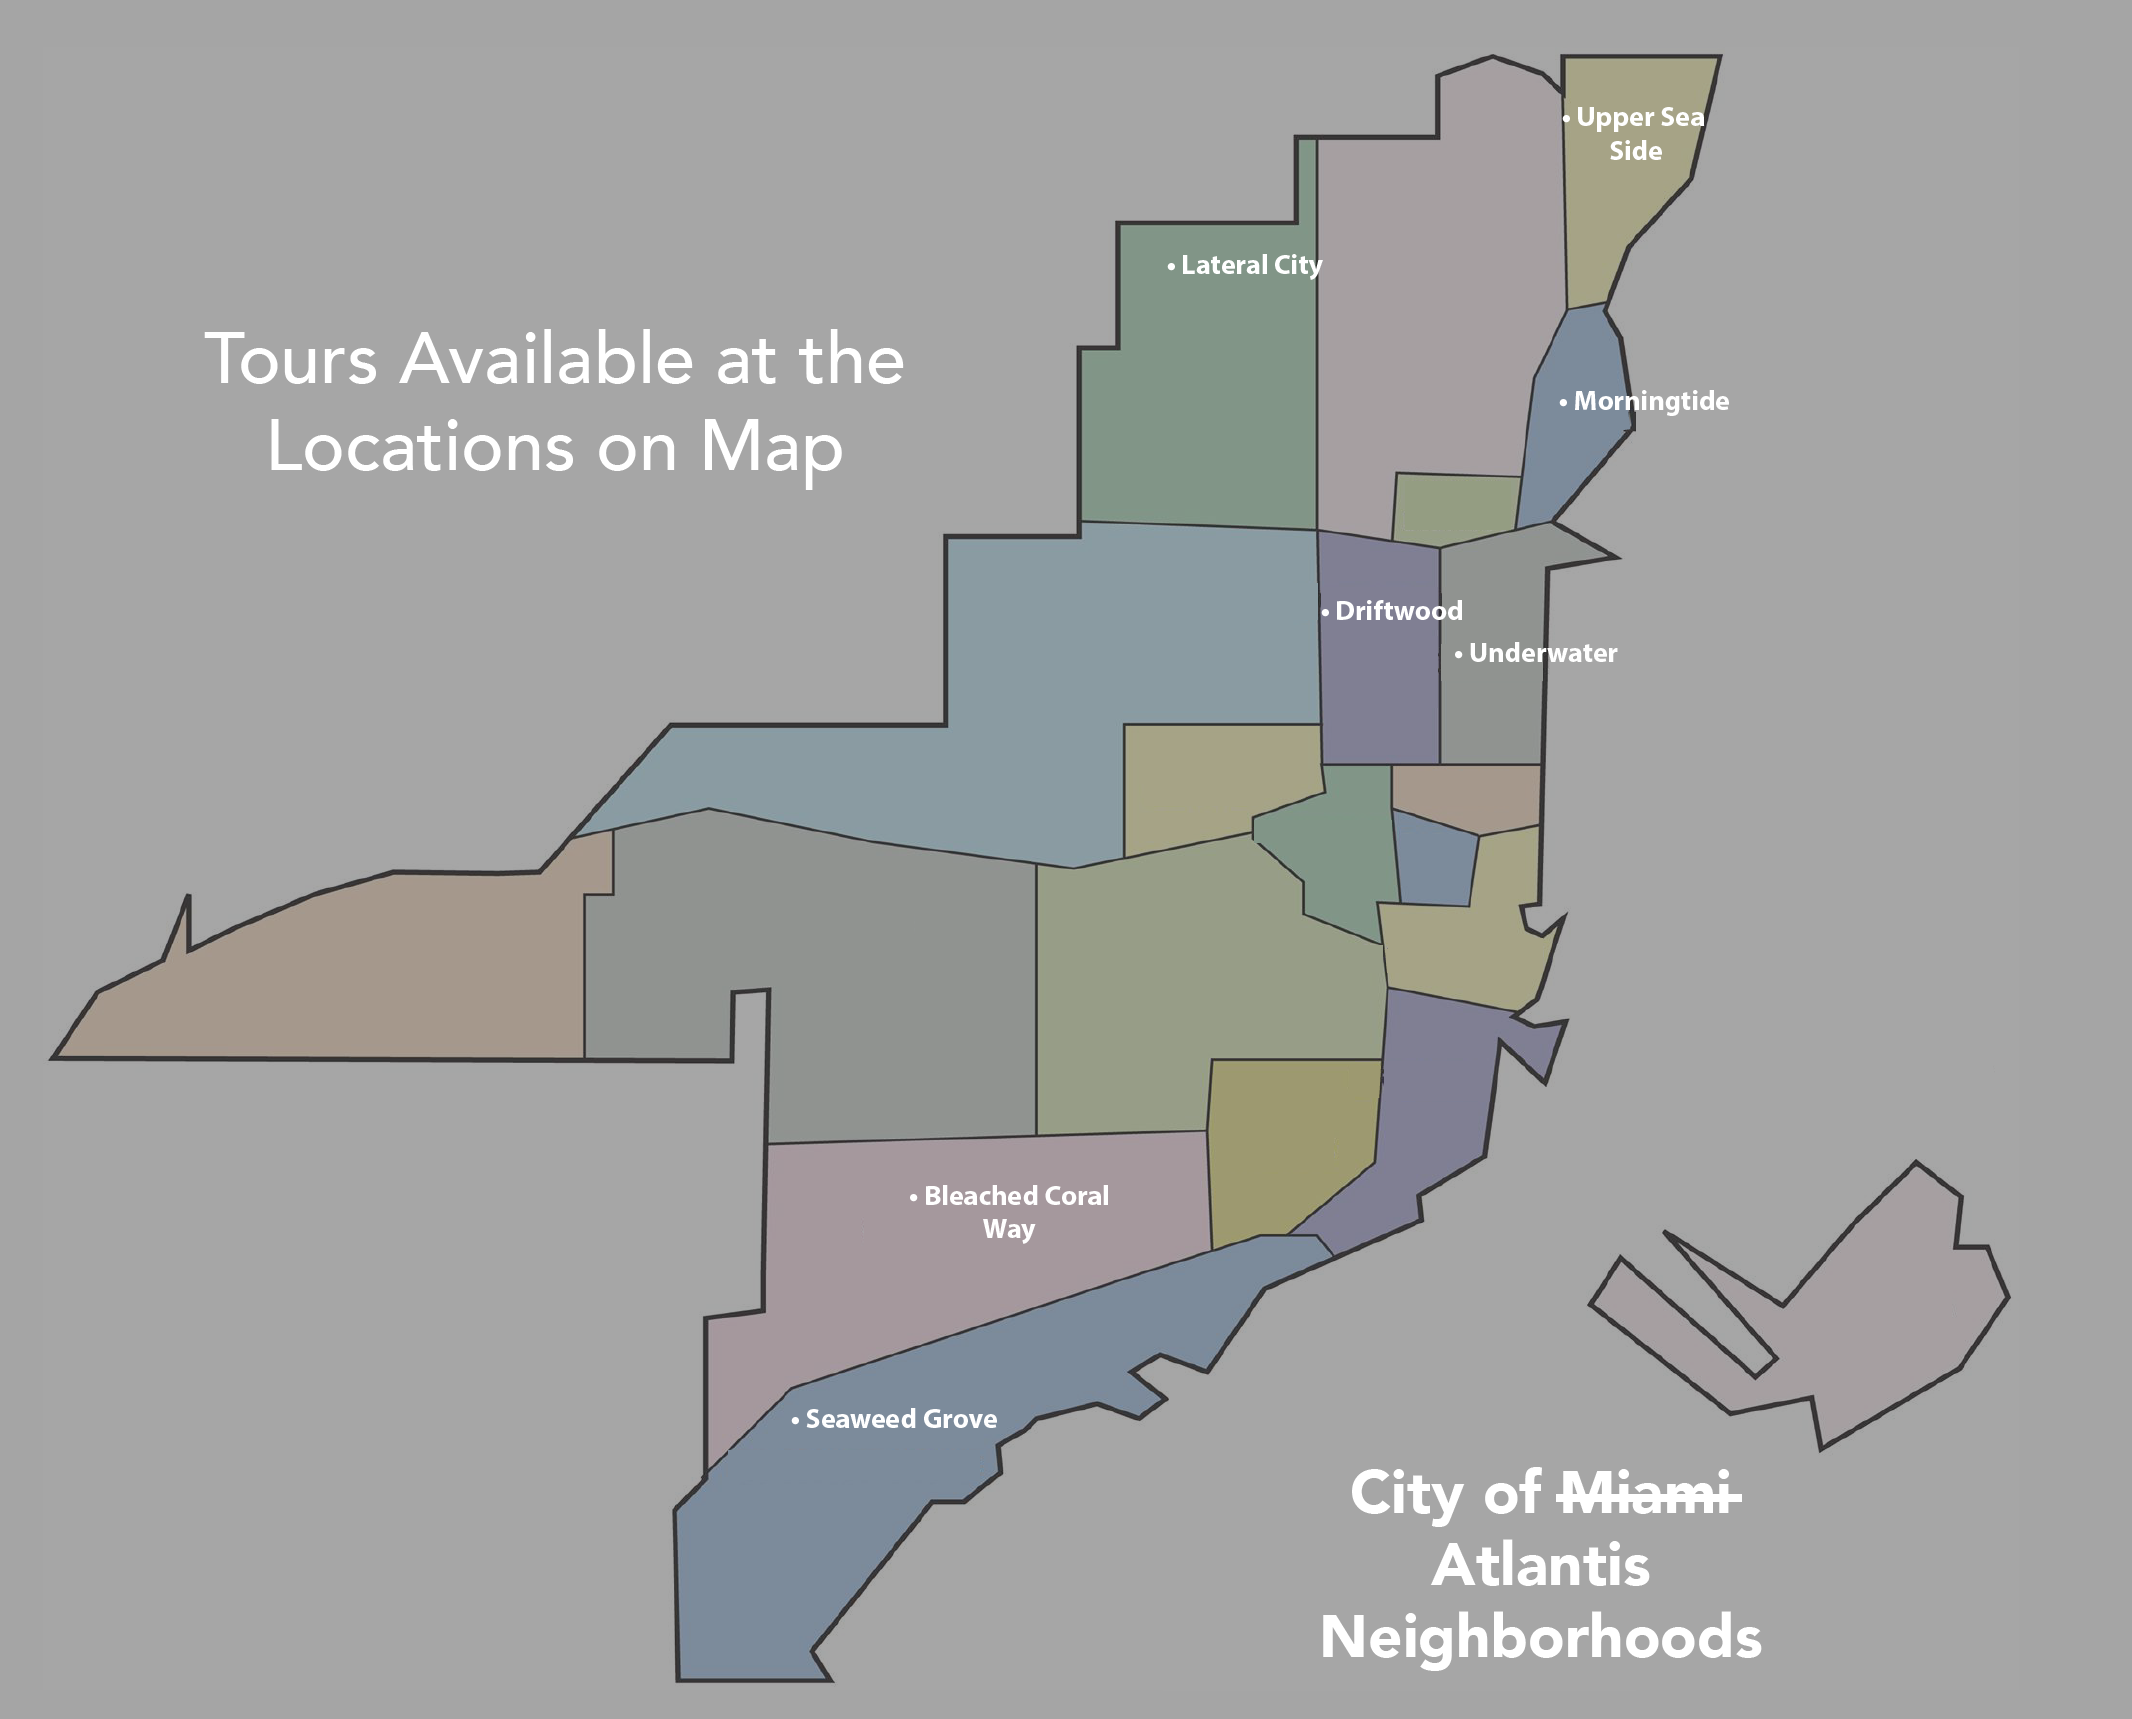 • Upper Sea
Side
• Lateral City
Tours Available at the
Locations on Map
• Morningtide
• Driftwood
• Underwater
• Bleached Coral
Way
• Seaweed Grove
City of Miami
Atlantis
Neighborhoods